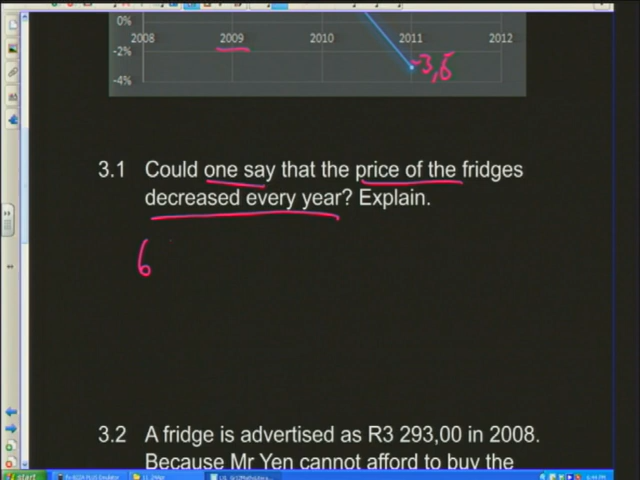 0%
2008 2009 2010 2011 2012
-2%
-3,6
-4%
3.1 Could one say that the price of the fridges
decreased every year? Explain.
6
3.2 A fridge is advertised as R3 293,00 in 2008.
Because Mr Yen cannot afford to buy the
start